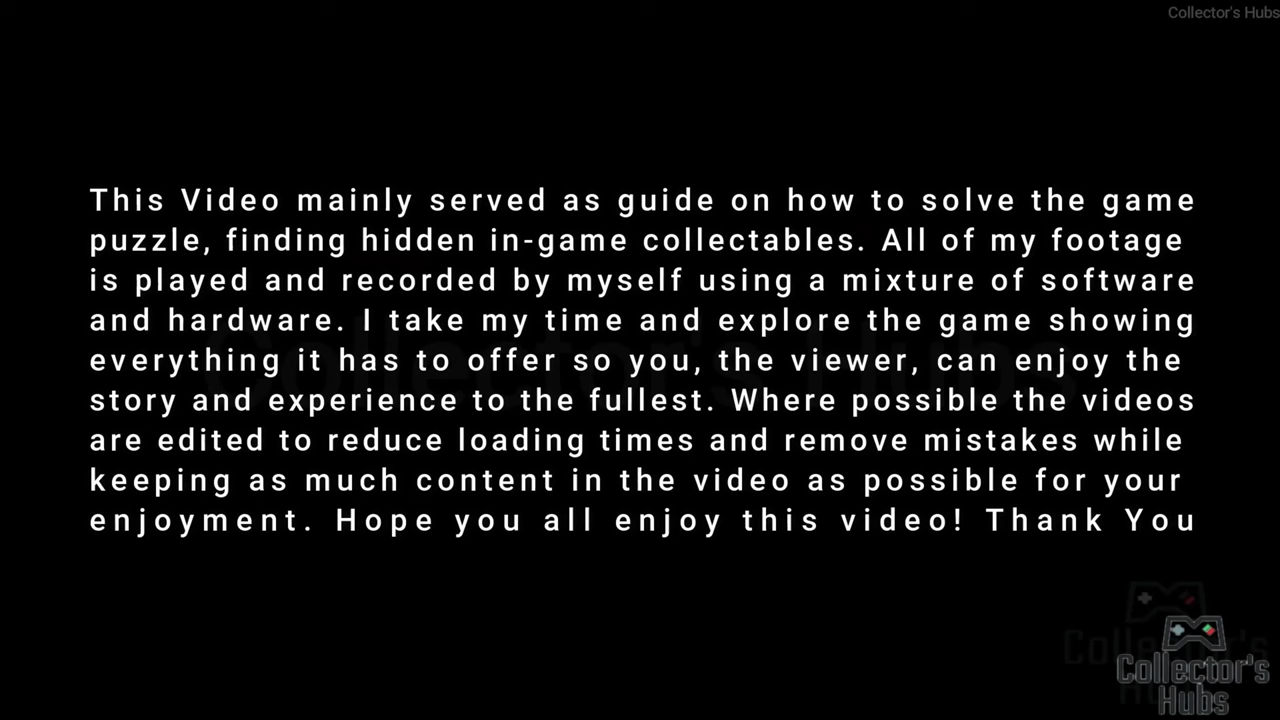 Collector's Hubs
This Video mainly served as guide on how to solve the game
puzzle, finding hidden in-game collectables. All of my footage
is played and recorded by myself using a mixture of software
and hardware. I take my time and explore the game showing
everything it has to offer so you, the viewer, can enjoy the
story and experience to the fullest. Where possible the videos
are edited to reduce loading times and remove mistakes while
keeping as much content in the video as possible for your
enjoyment. Hope you all enjoy this video! Thank You
Collector's Hubs
Collector's
Hubs